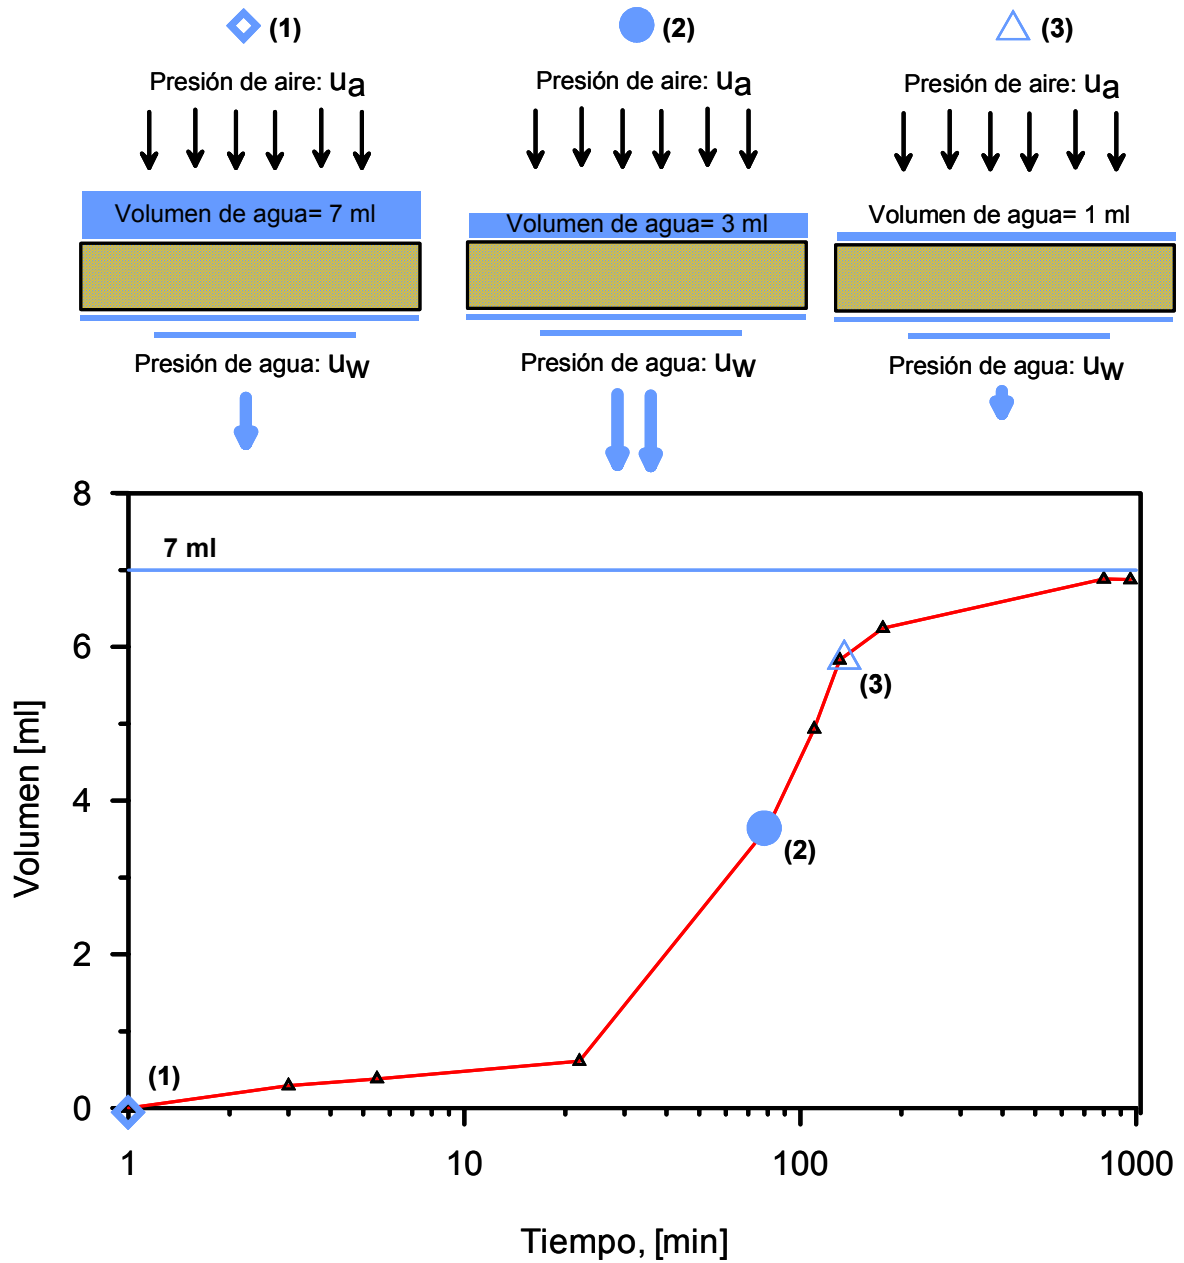 (1)
(2)
(3)
Presión de aire: ua
Presión de aire: ua
Presión de aire: ua
Volumen de agua= 7 ml
Volumen de agua= 3 ml
Volumen de agua= 1 ml
Presión de agua: uw
Presión de agua: uw
Presión de agua: uw
8
7 ml
6
(3)
Volumen [ml]
4
(2)
2
(1)
0
1
10
100
1000
Tiempo, [min]